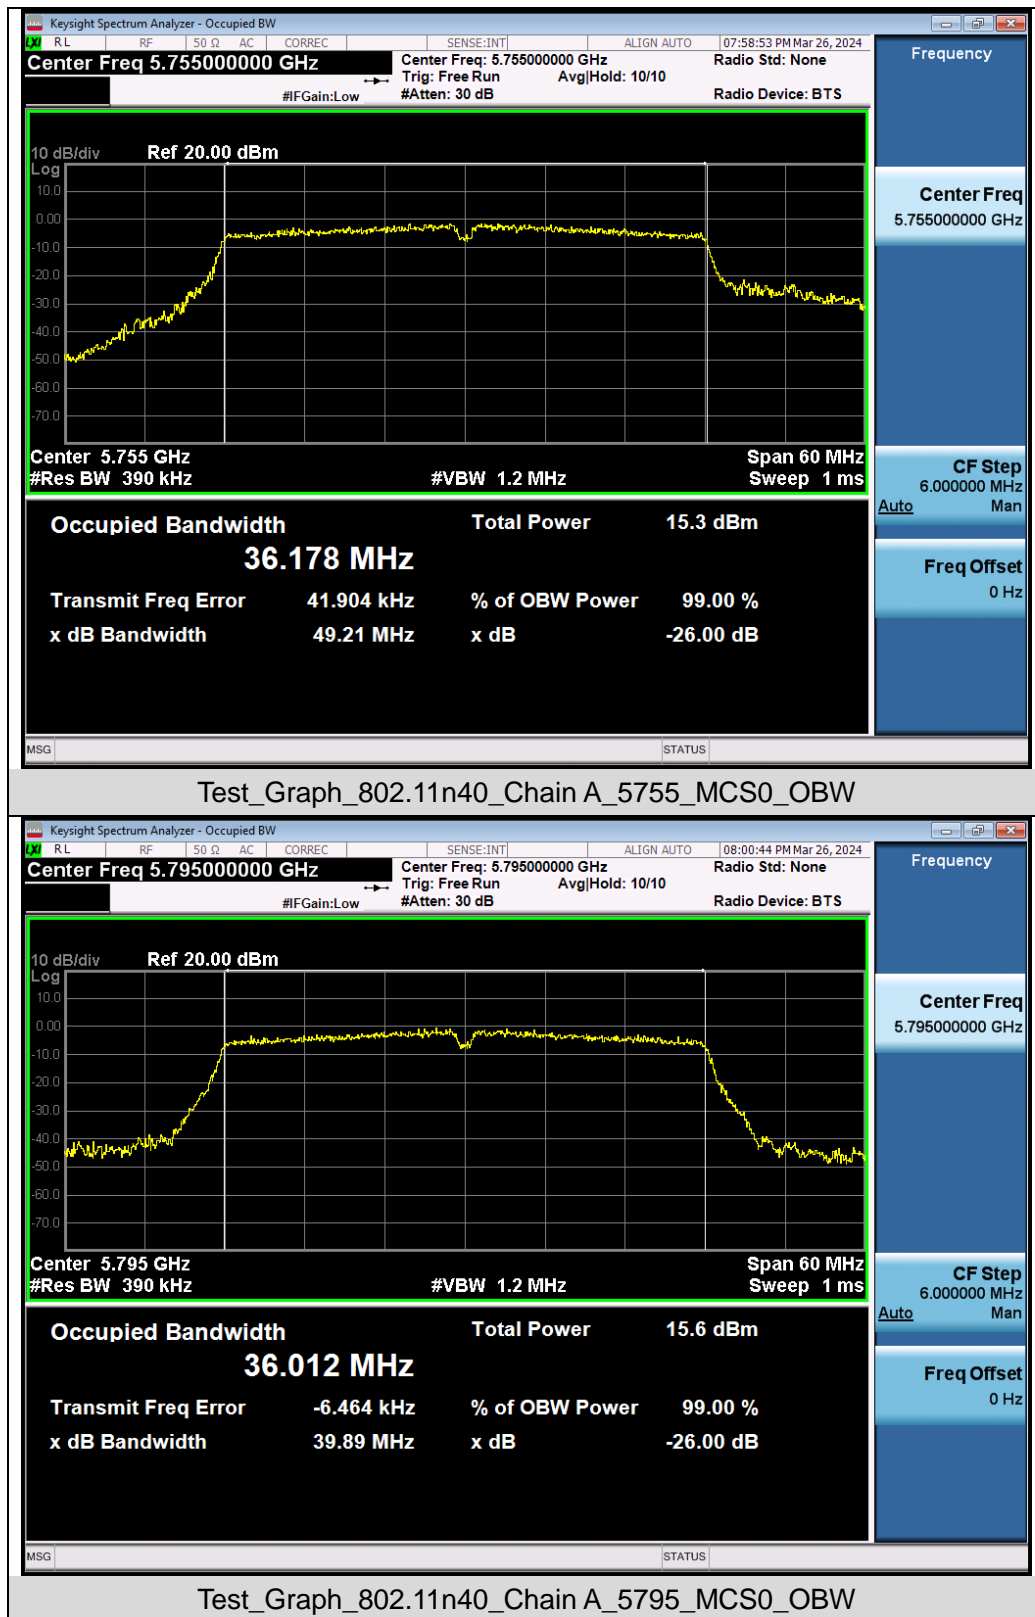 Keysight Spectrum Analyzer - Occupied BW
LXI RL RF 50 Ω AC CORREC SENSE:INT ALIGN AUTO 07:58:53 PM Mar 26, 2024
Center Freq 5.755000000 GHz
Center Freq: 5.755000000 GHz Radio Std: None
Trig: Free Run Avg|Hold: 10/10
#IFGain:Low #Atten: 30 dB Radio Device: BTS
Frequency
10 dB/div Ref 20.00 dBm
Log
10.0
0.00
-10.0
-20.0
-30.0
-40.0
-50.0
-60.0
-70.0
Center 5.755 GHz Span 60 MHz
#Res BW 390 kHz #VBW 1.2 MHz Sweep 1 ms
Center Freq
5.755000000 GHz
CF Step
6.000000 MHz
Auto Man
Freq Offset
0 Hz
Occupied Bandwidth Total Power 15.3 dBm
36.178 MHz
Transmit Freq Error 41.904 kHz % of OBW Power 99.00 %
x dB Bandwidth 49.21 MHz x dB -26.00 dB
MSG STATUS
Test_Graph_802.11n40_Chain A_5755_MCS0_OBW
Keysight Spectrum Analyzer - Occupied BW
LXI RL RF 50 Ω AC CORREC SENSE:INT ALIGN AUTO 08:00:44 PM Mar 26, 2024
Center Freq 5.795000000 GHz
Center Freq: 5.795000000 GHz Radio Std: None
Trig: Free Run Avg|Hold: 10/10
#IFGain:Low #Atten: 30 dB Radio Device: BTS
Frequency
10 dB/div Ref 20.00 dBm
Log
10.0
0.00
-10.0
-20.0
-30.0
-40.0
-50.0
-60.0
-70.0
Center 5.795 GHz Span 60 MHz
#Res BW 390 kHz #VBW 1.2 MHz Sweep 1 ms
Center Freq
5.795000000 GHz
CF Step
6.000000 MHz
Auto Man
Freq Offset
0 Hz
Occupied Bandwidth Total Power 15.6 dBm
36.012 MHz
Transmit Freq Error -6.464 kHz % of OBW Power 99.00 %
x dB Bandwidth 39.89 MHz x dB -26.00 dB
MSG STATUS
Test_Graph_802.11n40_Chain A_5795_MCS0_OBW